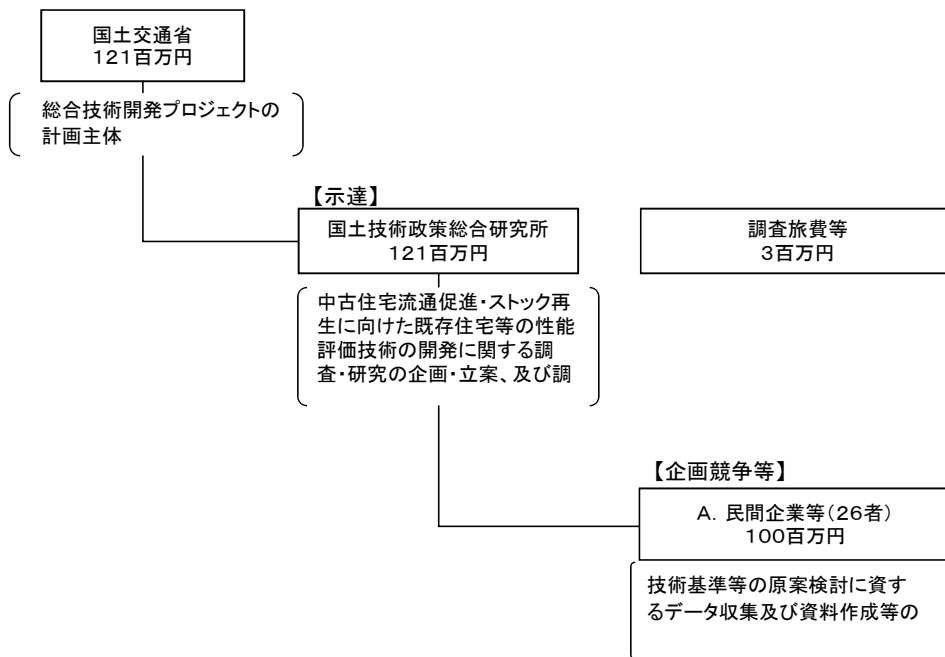 国土交通省
121百万円
総合技術開発プロジェクトの
計画主体
【示達】
国土技術政策総合研究所
121百万円
調査旅費等
3百万円
中古住宅流通促進・ストック再
生に向けた既存住宅等の性能
評価技術の開発に関する調
査・研究の企画・立案、及び調
【企画競争等】
A. 民間企業等(26者)
100百万円
技術基準等の原案検討に資す
るデータ収集及び資料作成等の